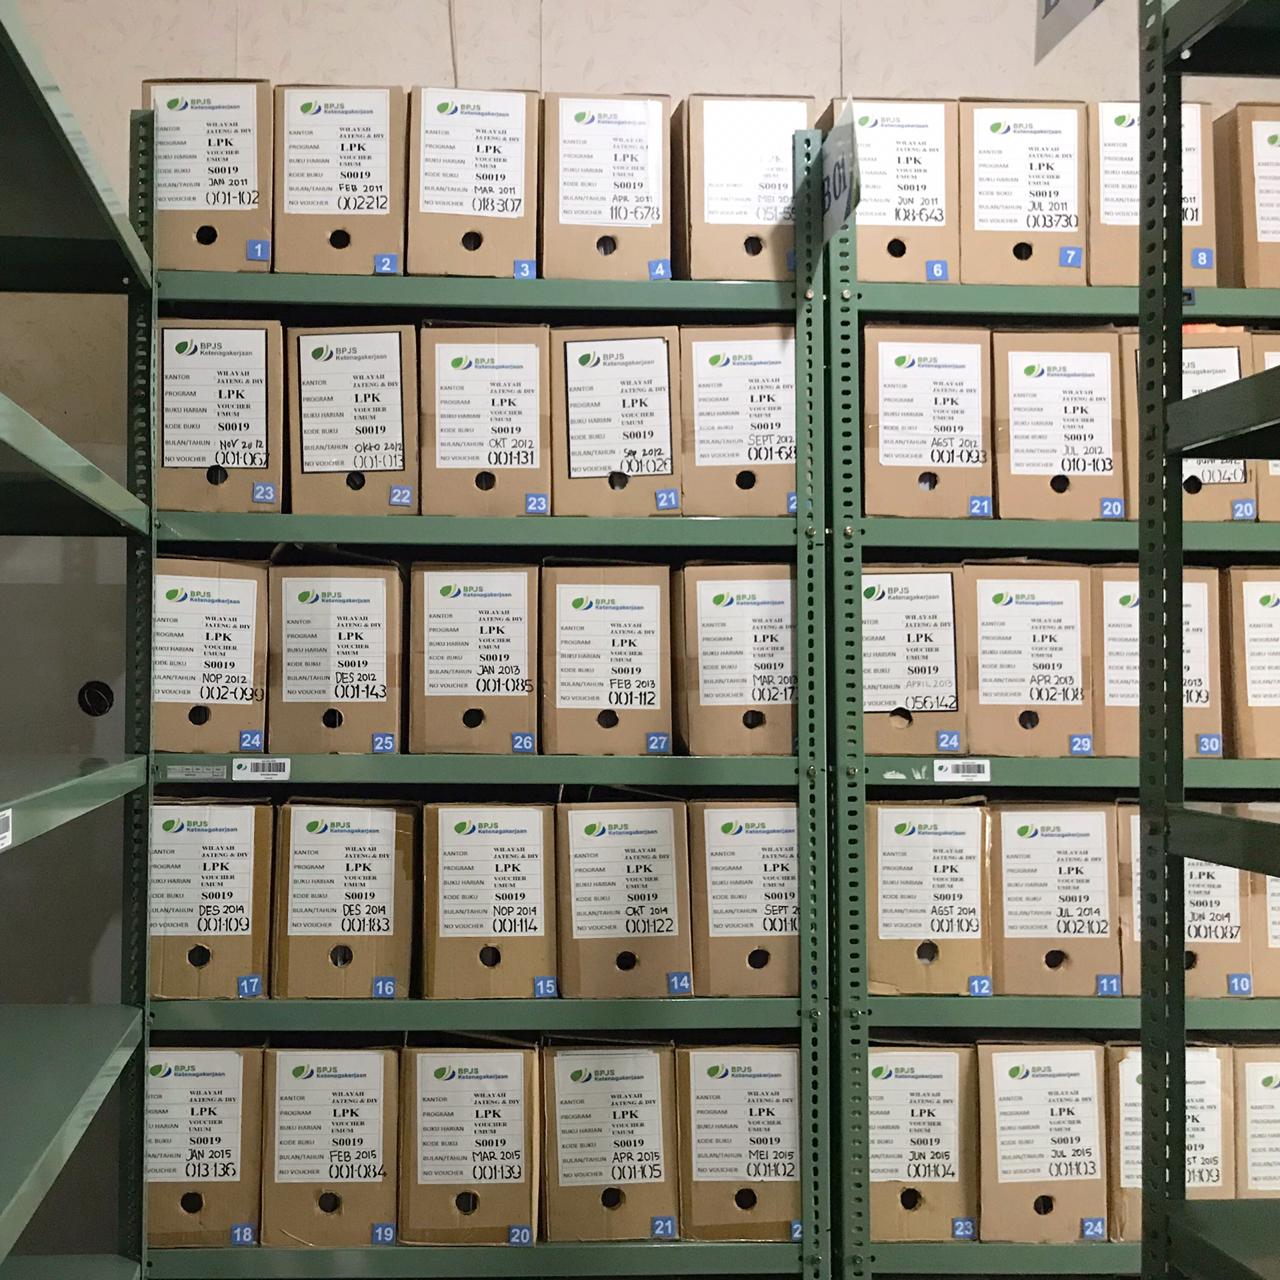 BPJS
Ketenagakerjaan
KANTOR WILAYAH JATENG & DIY
PROGRAM LPK
BUKU HARIAN VOUCHER UMUM
KODE BUKU S0019
BULAN/TAHUN JAN 2011
NO VOUCHER 001-102
1
BPJS
Ketenagakerjaan
KANTOR WILAYAH JATENG & DIY
PROGRAM LPK
BUKU HARIAN VOUCHER UMUM
KODE BUKU S0019
BULAN/TAHUN FEB 2011
NO VOUCHER 002-212
2
BPJS
Ketenagakerjaan
KANTOR WILAYAH JATENG & DIY
PROGRAM LPK
BUKU HARIAN VOUCHER UMUM
KODE BUKU S0019
BULAN/TAHUN MAR 2011
NO VOUCHER 018-307
3
BPJS
Ketenagakerjaan
KANTOR
PROGRAM LPK
BUKU HARIAN VOUCHER UMUM
KODE BUKU S0019
BULAN/TAHUN APR 2011
NO VOUCHER 110-678
4
S0019
B01
BPJS
Ketenagakerjaan
WILAYAH JATENG & DIY
LPK
VOUCHER UMUM
S0019
JUN 2011
108-643
6
BPJS
Ketenagakerjaan
KANTOR WILAYAH JATENG & DIY
PROGRAM LPK
BUKU HARIAN VOUCHER UMUM
KODE BUKU S0019
BULAN/TAHUN JUL 2011
NO VOUCHER 003-730
7
BPJS
KANTOR
PROGRAM
BUKU HARIAN
KODE BUKU
BULAN/TAHUN
NO VOUCHER
8
BPJS
Ketenagakerjaan
KANTOR WILAYAH JATENG & DIY
PROGRAM LPK
BUKU HARIAN VOUCHER UMUM
KODE BUKU S0019
BULAN/TAHUN NOV 2012
NO VOUCHER 001-067
23
BPJS
Ketenagakerjaan
KANTOR WILAYAH JATENG & DIY
PROGRAM LPK
BUKU HARIAN VOUCHER UMUM
KODE BUKU S0019
BULAN/TAHUN OKTO 2012
NO VOUCHER 001-013
22
BPJS
Ketenagakerjaan
KANTOR WILAYAH JATENG & DIY
PROGRAM LPK
BUKU HARIAN VOUCHER UMUM
KODE BUKU S0019
BULAN/TAHUN OKT 2012
NO VOUCHER 001-131
23
BPJS
Ketenagakerjaan
KANTOR WILAYAH JATENG & DIY
PROGRAM LPK
BUKU HARIAN VOUCHER UMUM
KODE BUKU S0019
BULAN/TAHUN Sep 2012
NO VOUCHER 001-026
21
BPJS
Ketenagakerjaan
KANTOR WILAYAH JATENG & DIY
PROGRAM LPK
BUKU HARIAN VOUCHER UMUM
KODE BUKU S0019
BULAN/TAHUN SEPT 2012
NO VOUCHER 001-68
BPJS
Ketenagakerjaan
KANTOR WILAYAH JATENG & DIY
PROGRAM LPK
BUKU HARIAN VOUCHER UMUM
KODE BUKU S0019
BULAN/TAHUN AGST 2012
NO VOUCHER 001-093
21
BPJS
Ketenagakerjaan
KANTOR WILAYAH JATENG & DIY
PROGRAM LPK
BUKU HARIAN VOUCHER UMUM
KODE BUKU S0019
BULAN/TAHUN JUL 2012
NO VOUCHER 010-103
20
20
BPJS
Ketenagakerjaan
KANTOR WILAYAH JATENG & DIY
PROGRAM LPK
BUKU HARIAN VOUCHER UMUM
KODE BUKU S0019
BULAN/TAHUN NOP 2012
NO VOUCHER 002-099
24
BPJS
Ketenagakerjaan
KANTOR WILAYAH JATENG & DIY
PROGRAM LPK
BUKU HARIAN VOUCHER UMUM
KODE BUKU S0019
BULAN/TAHUN DES 2012
NO VOUCHER 001-143
25
BPJS
Ketenagakerjaan
KANTOR WILAYAH JATENG & DIY
PROGRAM LPK
BUKU HARIAN VOUCHER UMUM
KODE BUKU S0019
BULAN/TAHUN JAN 2013
NO VOUCHER 001-085
26
BPJS
Ketenagakerjaan
KANTOR WILAYAH JATENG & DIY
PROGRAM LPK
BUKU HARIAN VOUCHER UMUM
KODE BUKU S0019
BULAN/TAHUN FEB 2013
NO VOUCHER 001-112
27
BPJS
Ketenagakerjaan
KANTOR WILAYAH JATENG & DIY
PROGRAM LPK
BUKU HARIAN VOUCHER UMUM
KODE BUKU S0019
BULAN/TAHUN MAR 2013
NO VOUCHER 002-17
BPJS
Ketenagakerjaan
WILAYAH JATENG & DIY
PROGRAM LPK
BUKU HARIAN VOUCHER UMUM
KODE BUKU S0019
BULAN/TAHUN APRIL 2013
VOUCHER 056-142
24
BPJS
Ketenagakerjaan
KANTOR WILAYAH JATENG & DIY
PROGRAM LPK
BUKU HARIAN VOUCHER UMUM
KODE BUKU S0019
BULAN/TAHUN APR 2013
NO VOUCHER 002-108
29
30
BPJS
Ketenagakerjaan
KANTOR WILAYAH JATENG & DIY
PROGRAM LPK
BUKU HARIAN VOUCHER UMUM
KODE BUKU S0019
BULAN/TAHUN DES 2014
NO VOUCHER 001-109
17
BPJS
Ketenagakerjaan
KANTOR WILAYAH JATENG & DIY
PROGRAM LPK
BUKU HARIAN VOUCHER UMUM
KODE BUKU S0019
BULAN/TAHUN DES 2014
NO VOUCHER 001-183
16
BPJS
Ketenagakerjaan
KANTOR WILAYAH JATENG & DIY
PROGRAM LPK
BUKU HARIAN VOUCHER UMUM
KODE BUKU S0019
BULAN/TAHUN NOP 2014
NO VOUCHER 001-114
15
BPJS
Ketenagakerjaan
KANTOR WILAYAH JATENG & DIY
PROGRAM LPK
BUKU HARIAN VOUCHER UMUM
KODE BUKU S0019
BULAN/TAHUN OKT 2014
NO VOUCHER 001-122
14
BPJS
Ketenagakerjaan
KANTOR WILAYAH JATENG & DIY
PROGRAM LPK
BUKU HARIAN VOUCHER UMUM
KODE BUKU S0019
BULAN/TAHUN SEPT
NO VOUCHER
BPJS
Ketenagakerjaan
KANTOR WILAYAH JATENG & DIY
PROGRAM LPK
BUKU HARIAN VOUCHER UMUM
KODE BUKU S0019
BULAN/TAHUN AGST 2014
NO VOUCHER 001-109
12
BPJS
Ketenagakerjaan
KANTOR WILAYAH JATENG & DIY
PROGRAM LPK
BUKU HARIAN VOUCHER UMUM
KODE BUKU S0019
BULAN/TAHUN JUL 2014
NO VOUCHER 002-102
11
WILAYAH JATENG & DIY
LPK
VOUCHER UMUM
S0019
JUN 2014
001-087
10
BPJS
Ketenagakerjaan
KANTOR WILAYAH JATENG & DIY
PROGRAM LPK
BUKU HARIAN VOUCHER UMUM
KODE BUKU S0019
BULAN/TAHUN JAN 2015
NO VOUCHER 013-136
18
BPJS
Ketenagakerjaan
KANTOR WILAYAH JATENG & DIY
PROGRAM LPK
BUKU HARIAN VOUCHER UMUM
KODE BUKU S0019
BULAN/TAHUN FEB 2015
NO VOUCHER 001-084
19
BPJS
Ketenagakerjaan
KANTOR WILAYAH JATENG & DIY
PROGRAM LPK
BUKU HARIAN VOUCHER UMUM
KODE BUKU S0019
BULAN/TAHUN MAR 2015
NO VOUCHER 001-139
20
BPJS
Ketenagakerjaan
KANTOR WILAYAH JATENG & DIY
PROGRAM LPK
BUKU HARIAN VOUCHER UMUM
KODE BUKU S0019
BULAN/TAHUN APR 2015
NO VOUCHER 001-105
21
BPJS
Ketenagakerjaan
KANTOR WILAYAH JATENG & DIY
PROGRAM LPK
BUKU HARIAN VOUCHER UMUM
KODE BUKU S0019
BULAN/TAHUN MEI 2015
NO VOUCHER 001-102
BPJS
Ketenagakerjaan
KANTOR WILAYAH JATENG & DIY
PROGRAM LPK
BUKU HARIAN VOUCHER UMUM
KODE BUKU S0019
BULAN/TAHUN JUN 2015
NO VOUCHER 001-104
23
BPJS
Ketenagakerjaan
KANTOR WILAYAH JATENG & DIY
PROGRAM LPK
BUKU HARIAN VOUCHER UMUM
KODE BUKU S0019
BULAN/TAHUN JUL 2015
NO VOUCHER 001-103
24